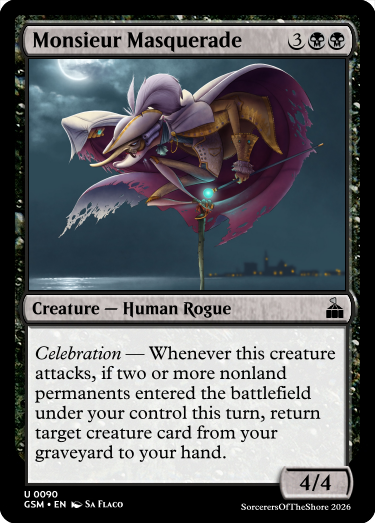 Monsieur Masquerade 3
Creature — Human Rogue
Celebration — Whenever this creature
attacks, if two or more nonland
permanents entered the battlefield
under your control this turn, return
target creature card from your
graveyard to your hand.
4/4
U 0090
GSM • EN Sa Flaco
SorcerersOfTheShore 2026